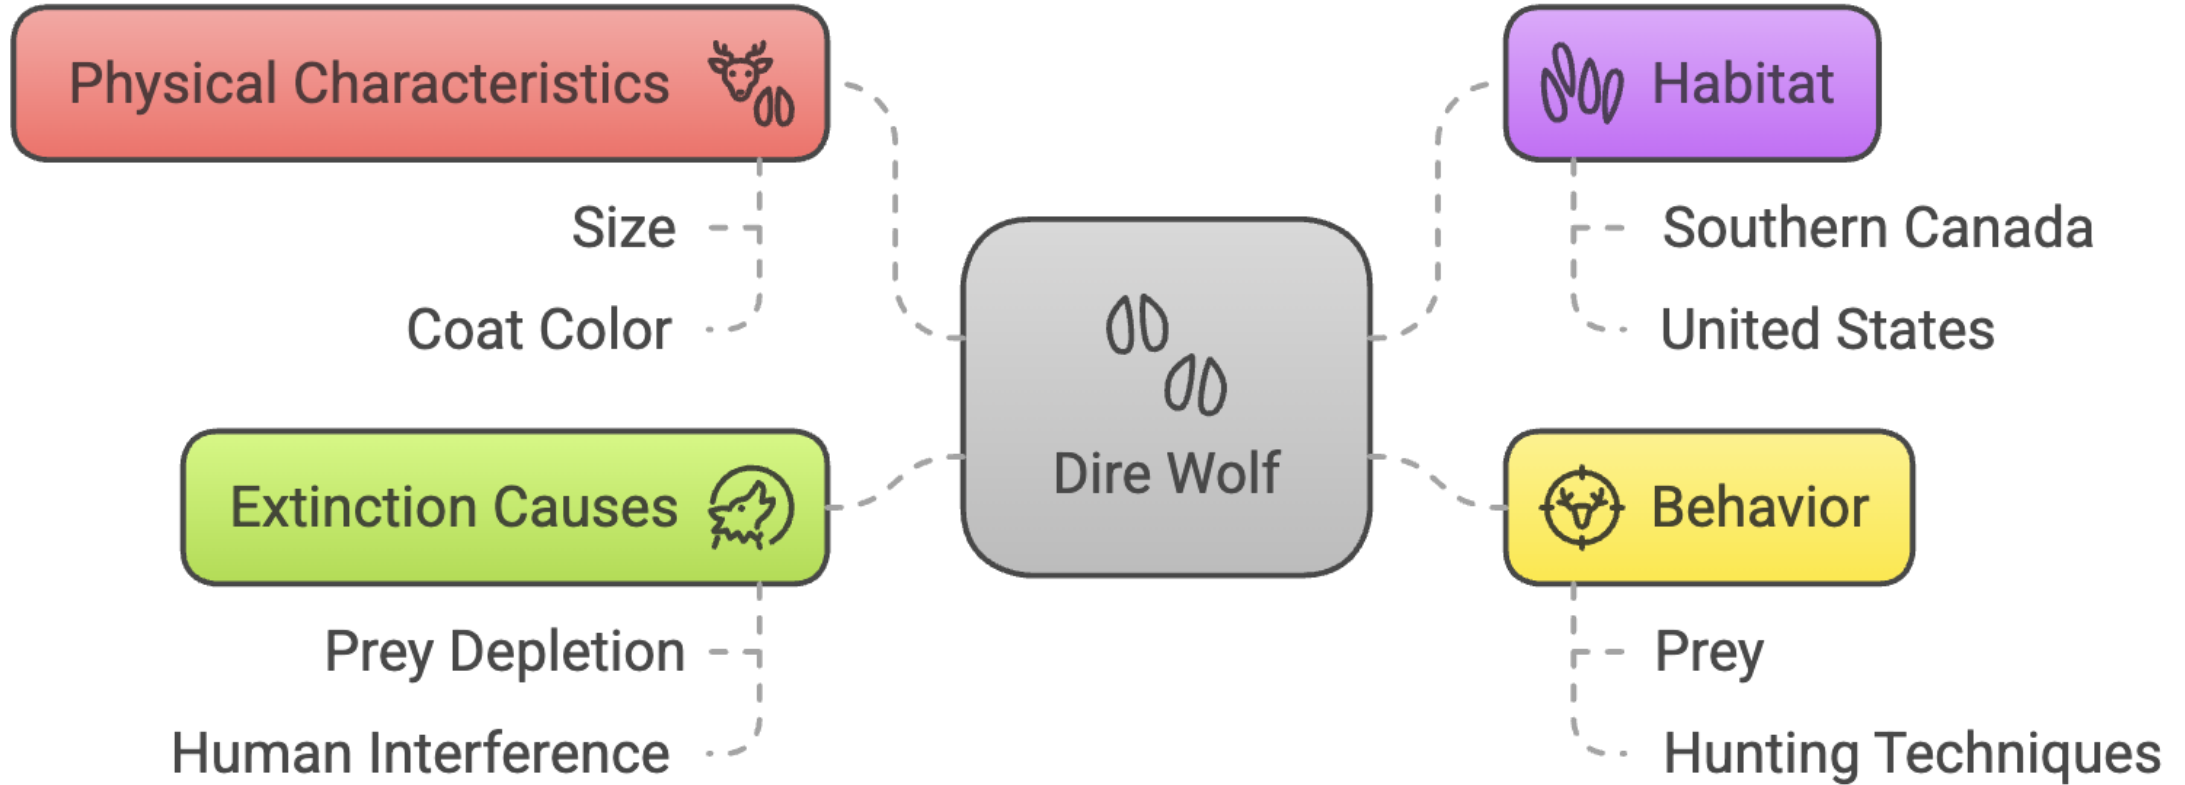 Physical Characteristics
Size
Coat Color
Extinction Causes
Prey Depletion
Human Interference
Dire Wolf
Habitat
Southern Canada
United States
Behavior
Prey
Hunting Techniques